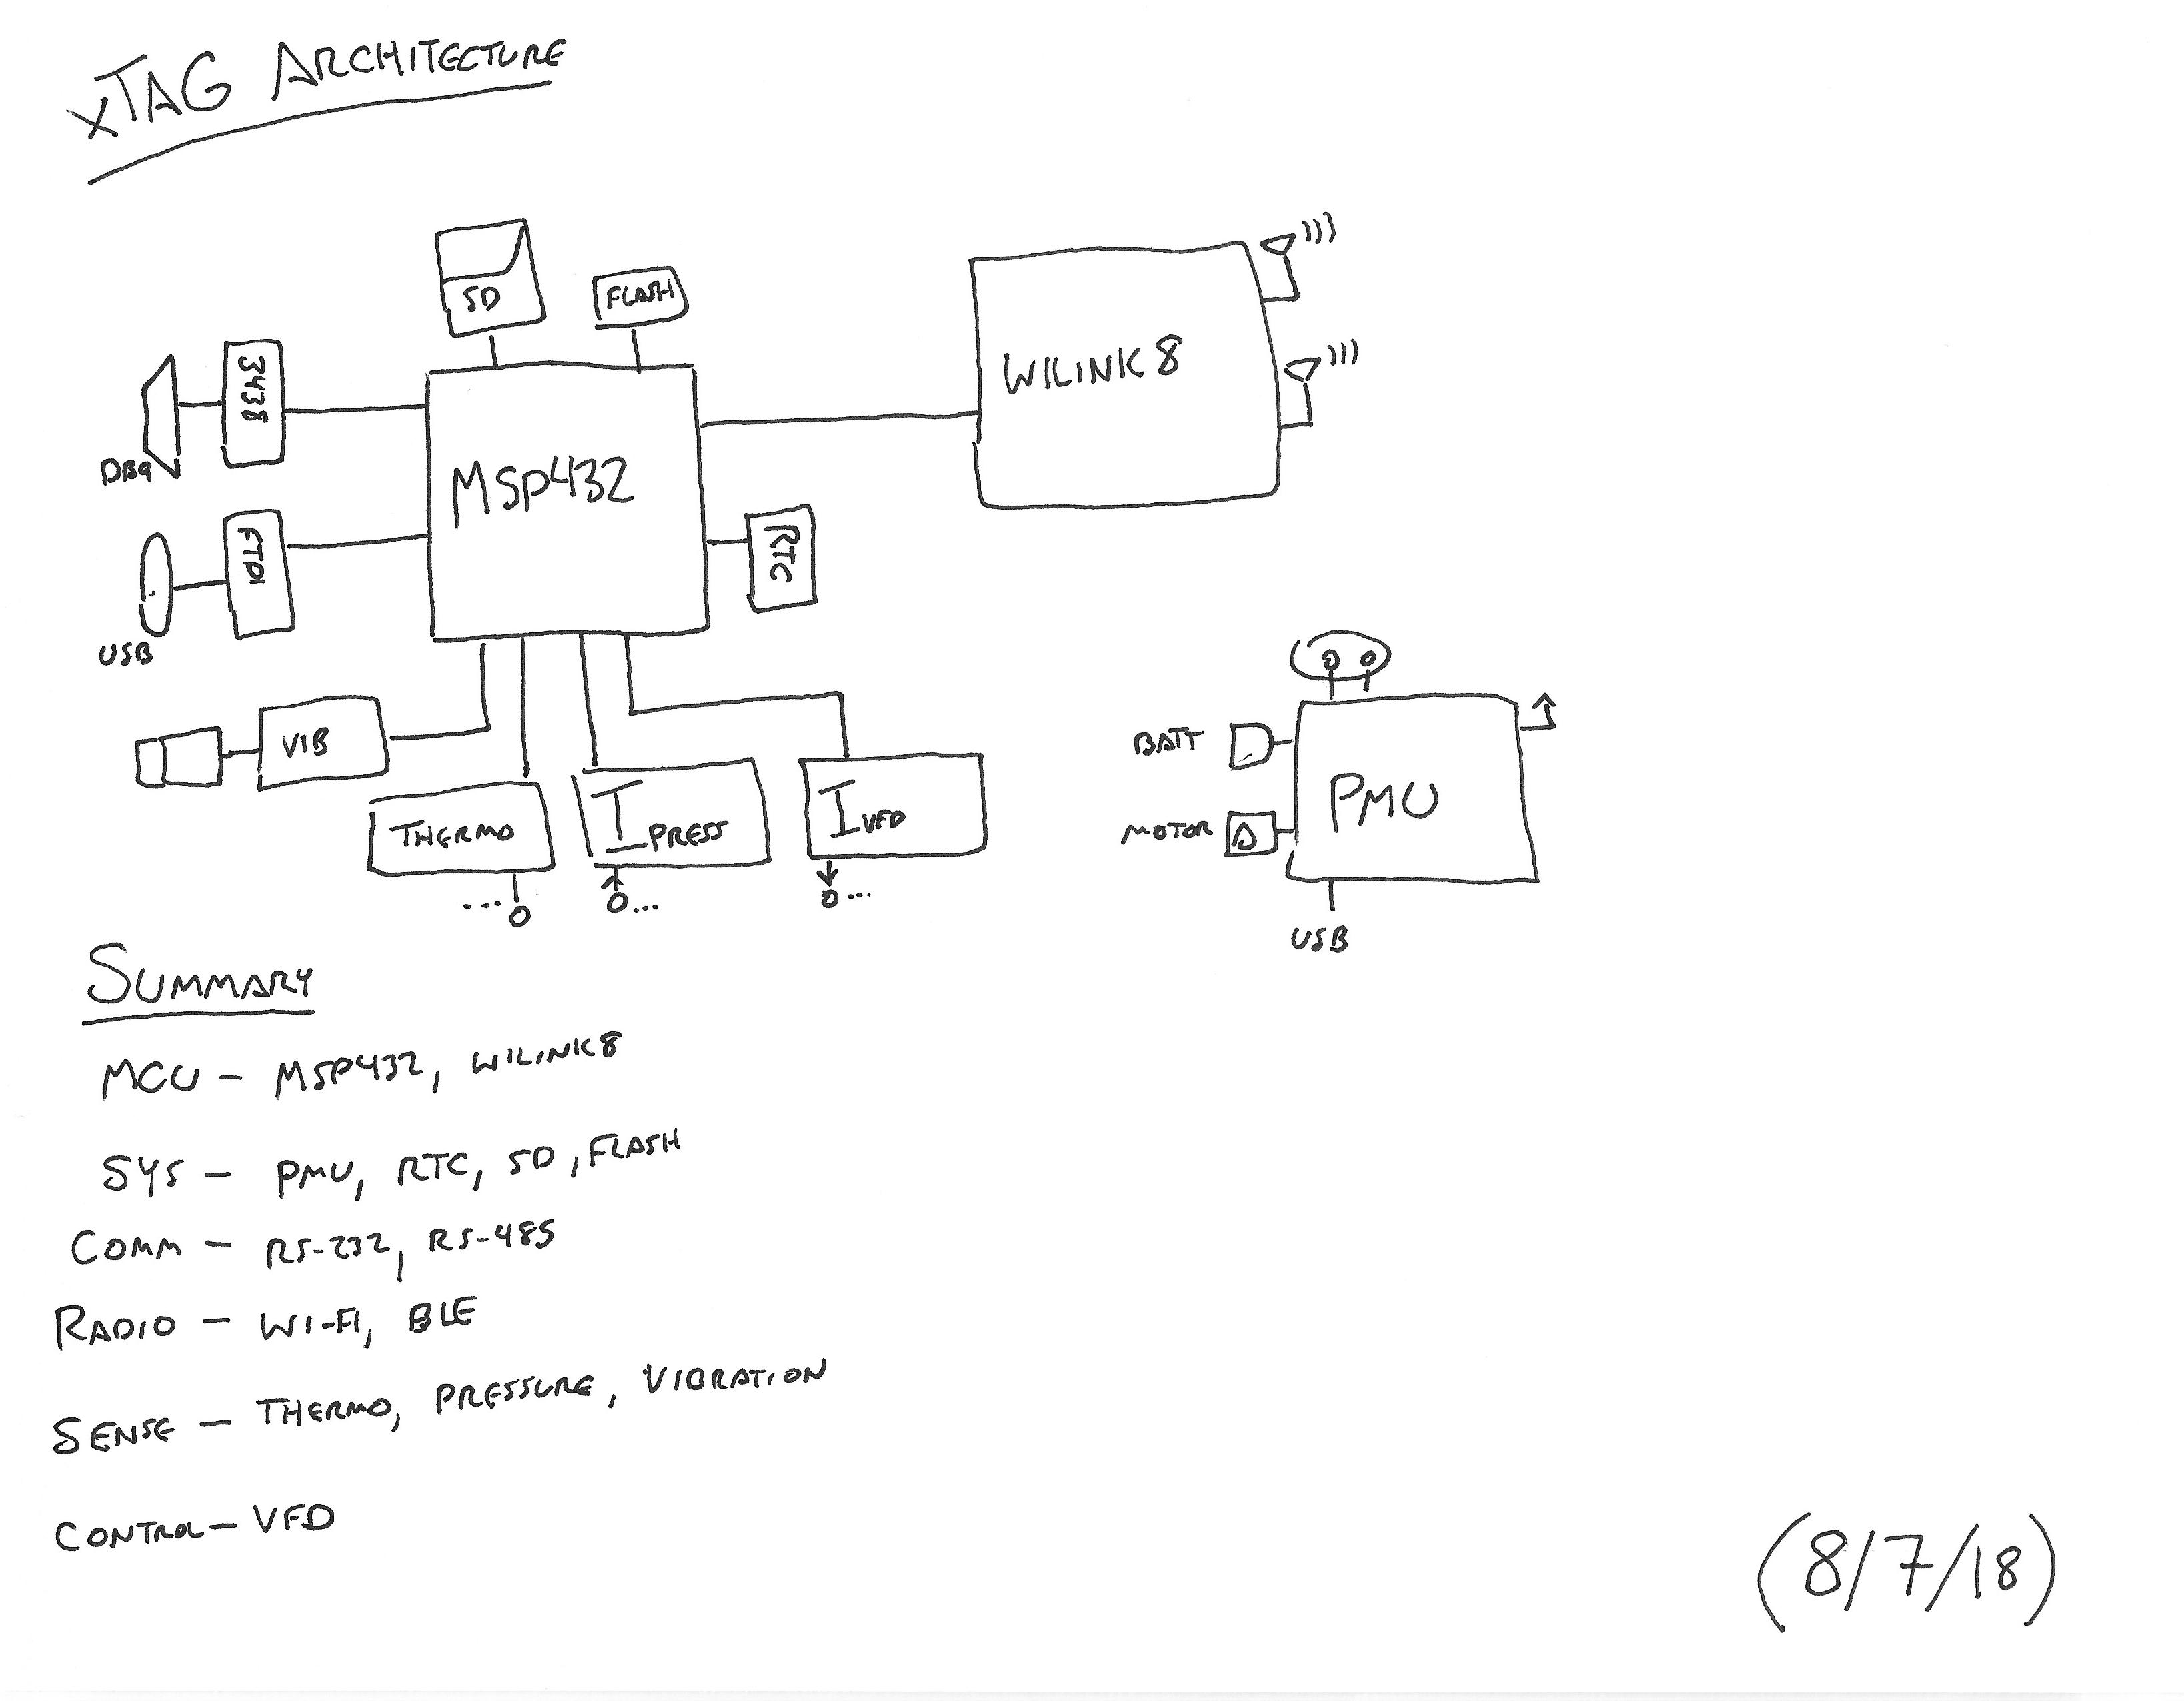 xTAG ARCHITECTURE
SD
FLASH
3438
DB9
MSP432
WILINK8
FTDI
USB
RTC
VIB
THERMO
I PRESS
I VFD
BATT
MOTOR
PMU
USB
SUMMARY
MCU - MSP432, WILINK8
SYS - PMU, RTC, SD, FLASH
COMM - RS-232, RS-485
RADIO - WI-FI, BLE
SENSE - THERMO, PRESSURE, VIBRATION
CONTROL - VFD
(8/7/18)